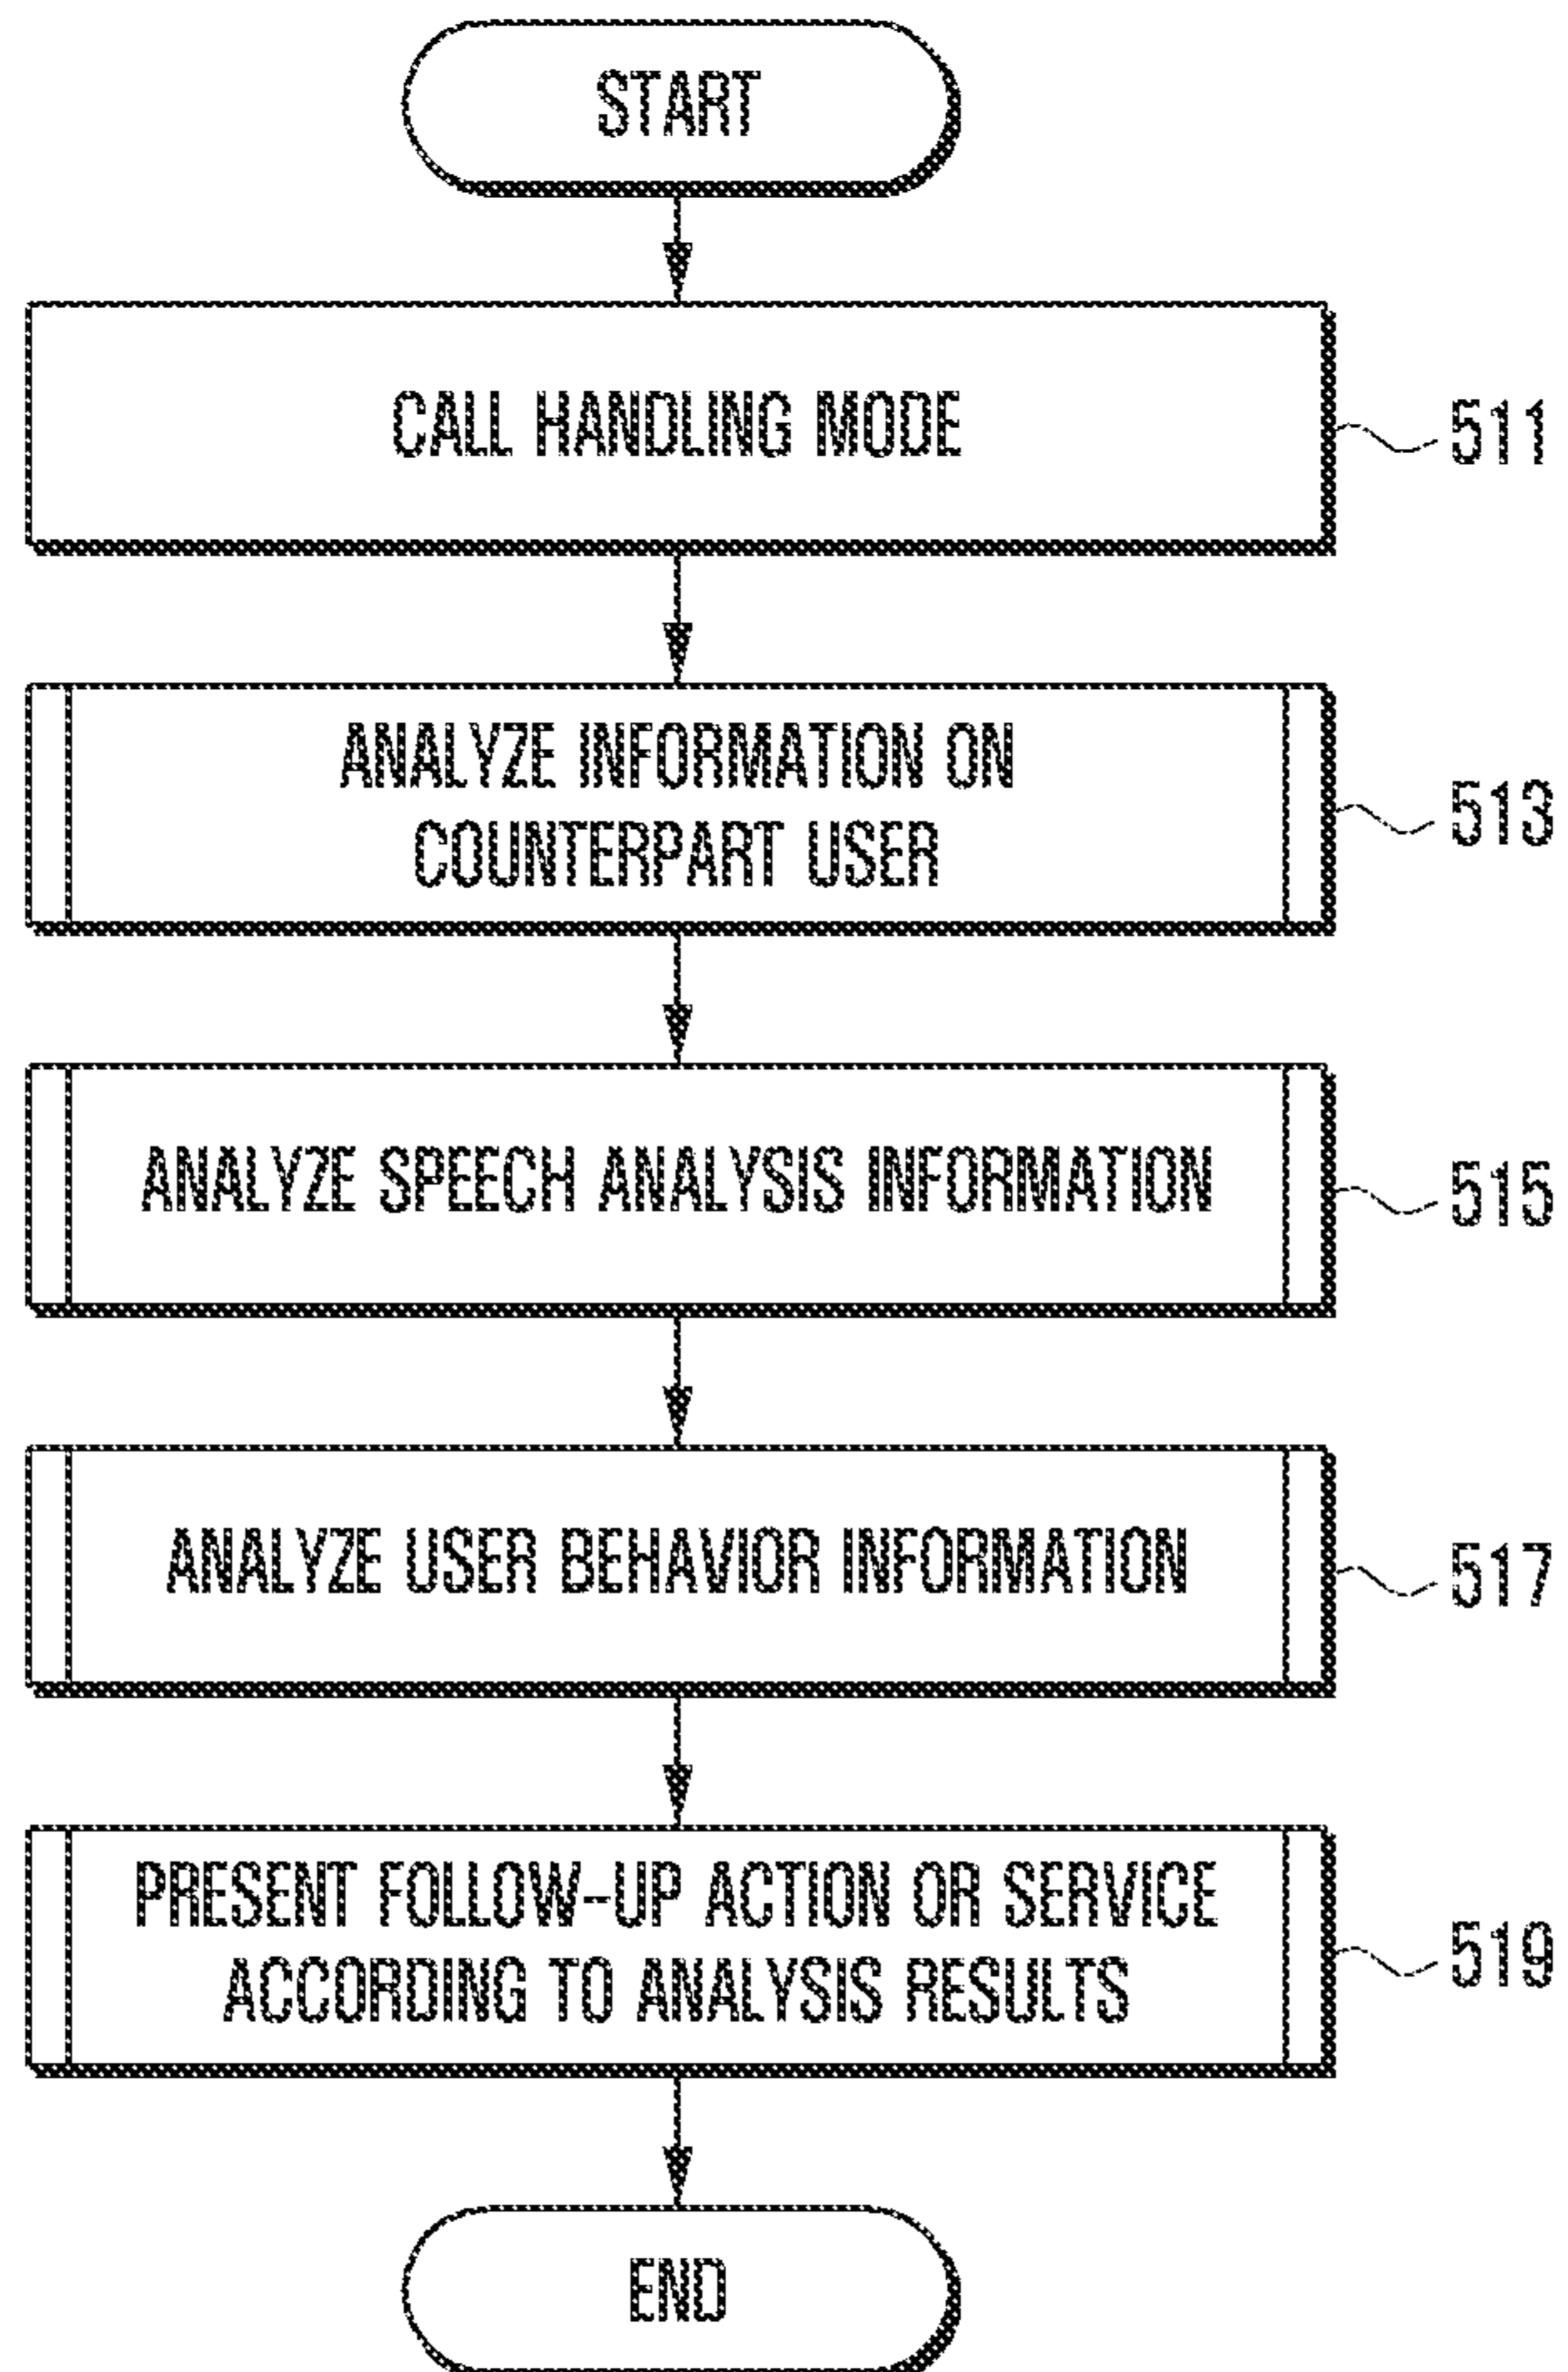 START
CALL HANDLING MODE
511
ANALYZE INFORMATION ON
COUNTERPART USER
513
ANALYZE SPEECH ANALYSIS INFORMATION
515
ANALYZE USER BEHAVIOR INFORMATION
517
PRESENT FOLLOW-UP ACTION OR SERVICE
ACCORDING TO ANALYSIS RESULTS
519
END